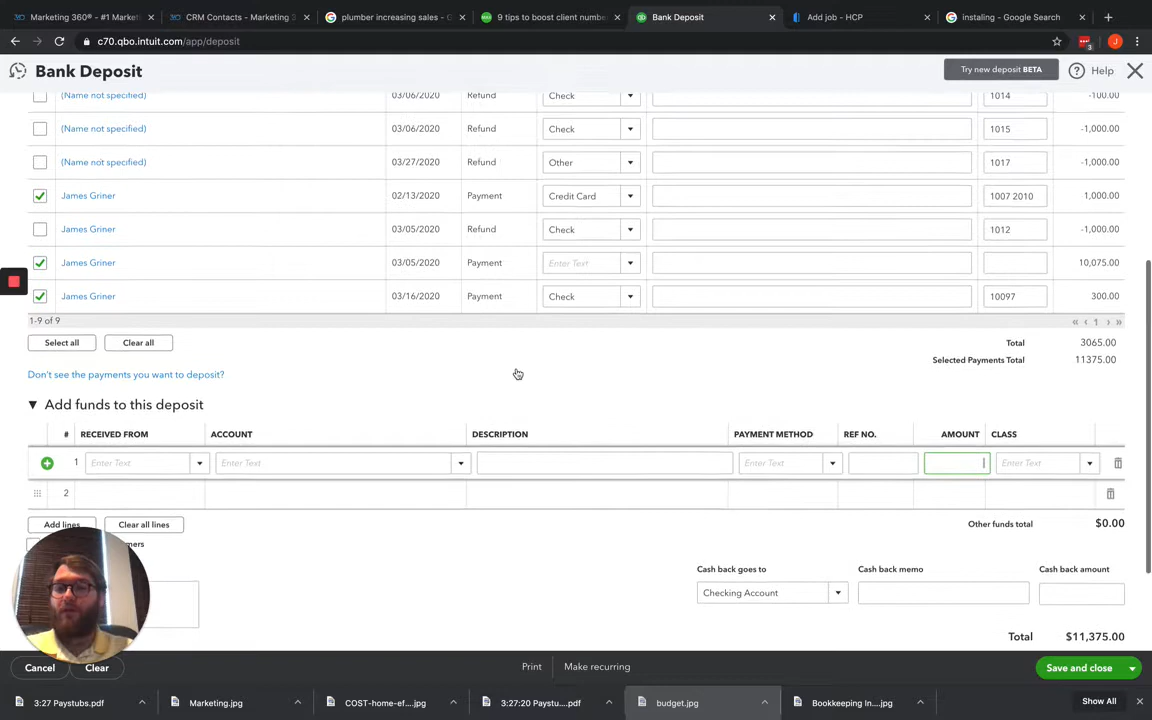 Marketing 360® - #1 Market
CRM Contacts - Marketing 3
plumber increasing sales - G
9 tips to boost client number
Bank Deposit
Add job - HCP
instaling - Google Search
c70.qbo.intuit.com/app/deposit
Bank Deposit
Try new deposit BETA
Help
(Name not specified) 03/06/2020 Refund Check 1014 -100.00
(Name not specified) 03/06/2020 Refund Check 1015 -1,000.00
(Name not specified) 03/27/2020 Refund Other 1017 -1,000.00
James Griner 02/13/2020 Payment Credit Card 1007 2010 1,000.00
James Griner 03/05/2020 Refund Check 1012 -1,000.00
James Griner 03/05/2020 Payment Enter Text 10,075.00
James Griner 03/16/2020 Payment Check 10097 300.00
1-9 of 9
« ‹ 1 › »
Select all Clear all Total 3065.00
Selected Payments Total 11375.00
Don't see the payments you want to deposit?
Add funds to this deposit
# RECEIVED FROM ACCOUNT DESCRIPTION PAYMENT METHOD REF NO. AMOUNT CLASS
1 Enter Text Enter Text Enter Text Enter Text
2
Add lines Clear all lines Other funds total $0.00
mers
Cash back goes to Cash back memo Cash back amount
Checking Account
Total $11,375.00
Cancel Clear Print Make recurring Save and close
3:27 Paystubs.pdf
Marketing.jpg
COST-home-ef....jpg
3:27:20 Paystu....pdf
budget.jpg
Bookkeeping In....jpg
Show All